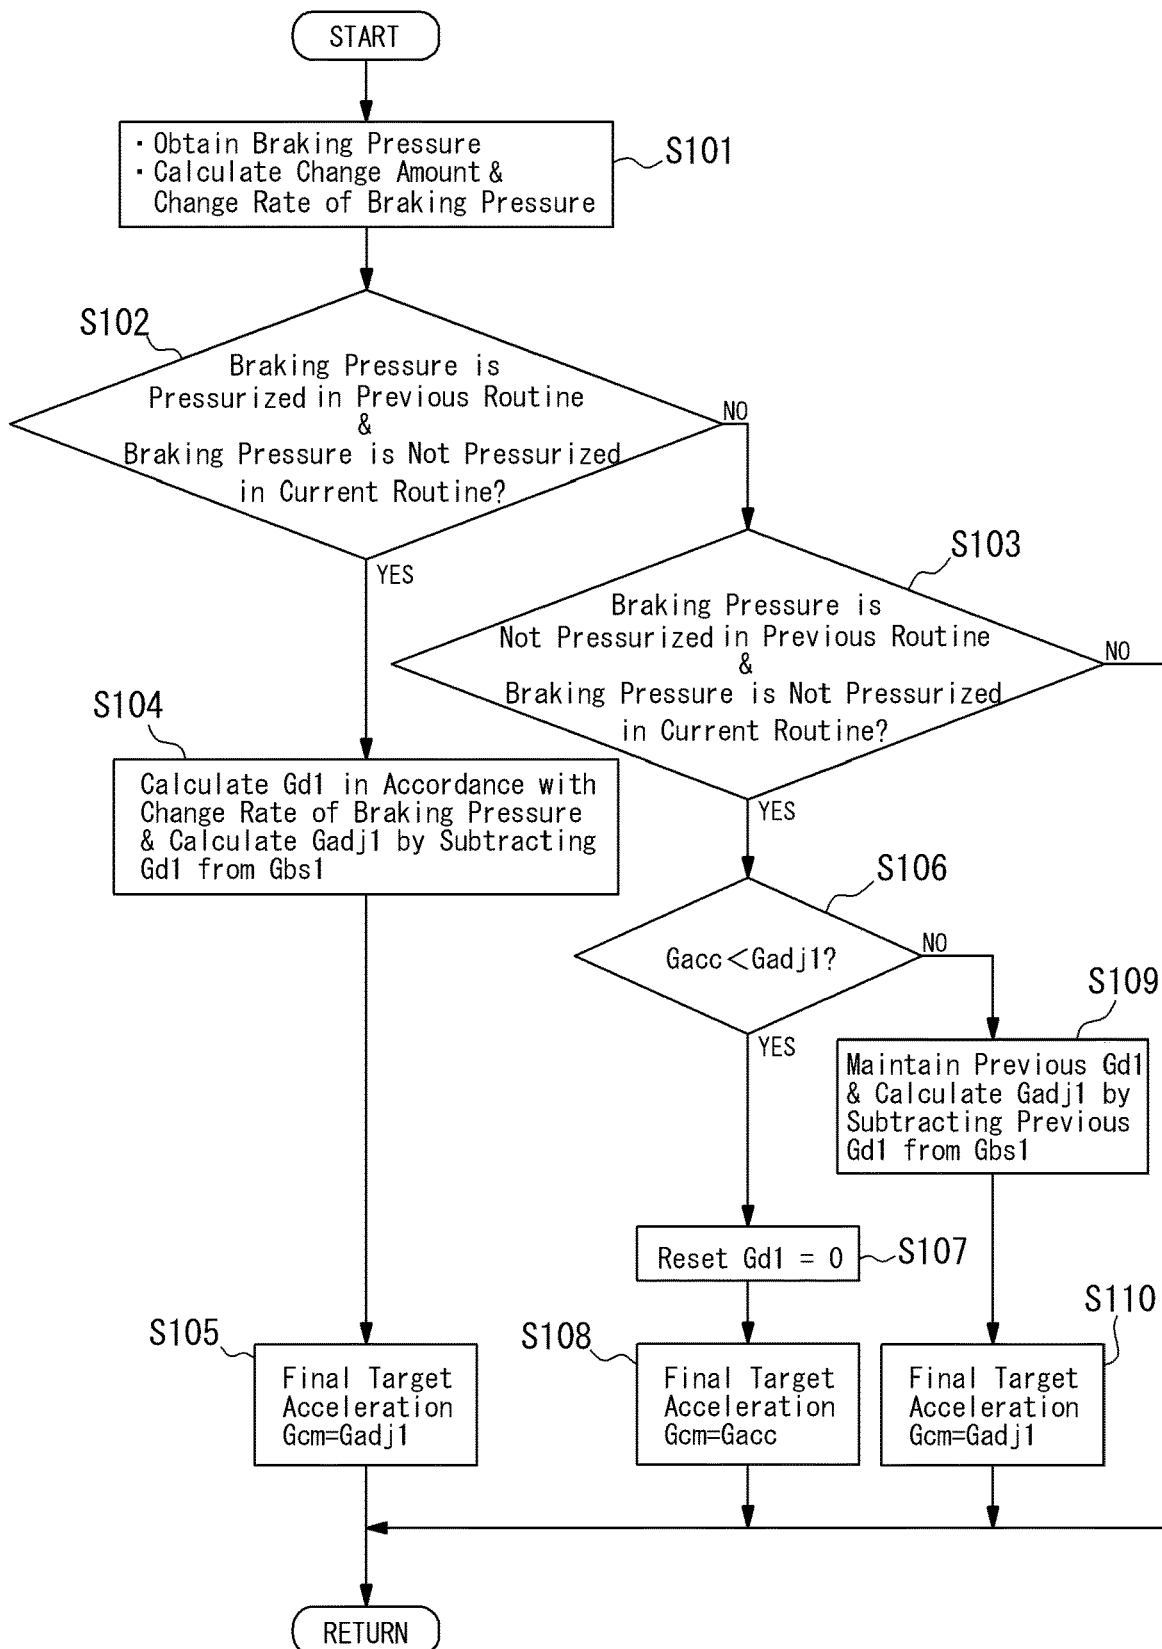 START
・Obtain Braking Pressure
・Calculate Change Amount &
Change Rate of Braking Pressure
S101
S102
Braking Pressure is
Pressurized in Previous Routine
&
Braking Pressure is Not Pressurized
in Current Routine?
NO
YES
S103
Braking Pressure is
Not Pressurized in Previous Routine
&
Braking Pressure is Not Pressurized
in Current Routine?
NO
YES
S104
Calculate Gd1 in Accordance with
Change Rate of Braking Pressure
& Calculate Gadj1 by Subtracting
Gd1 from Gbs1
S106
Gacc<Gadj1?
NO
YES
S109
Maintain Previous Gd1
& Calculate Gadj1 by
Subtracting Previous
Gd1 from Gbs1
Reset Gd1 = 0
S107
S105
Final Target
Acceleration
Gcm=Gadj1
S108
Final Target
Acceleration
Gcm=Gacc
S110
Final Target
Acceleration
Gcm=Gadj1
RETURN